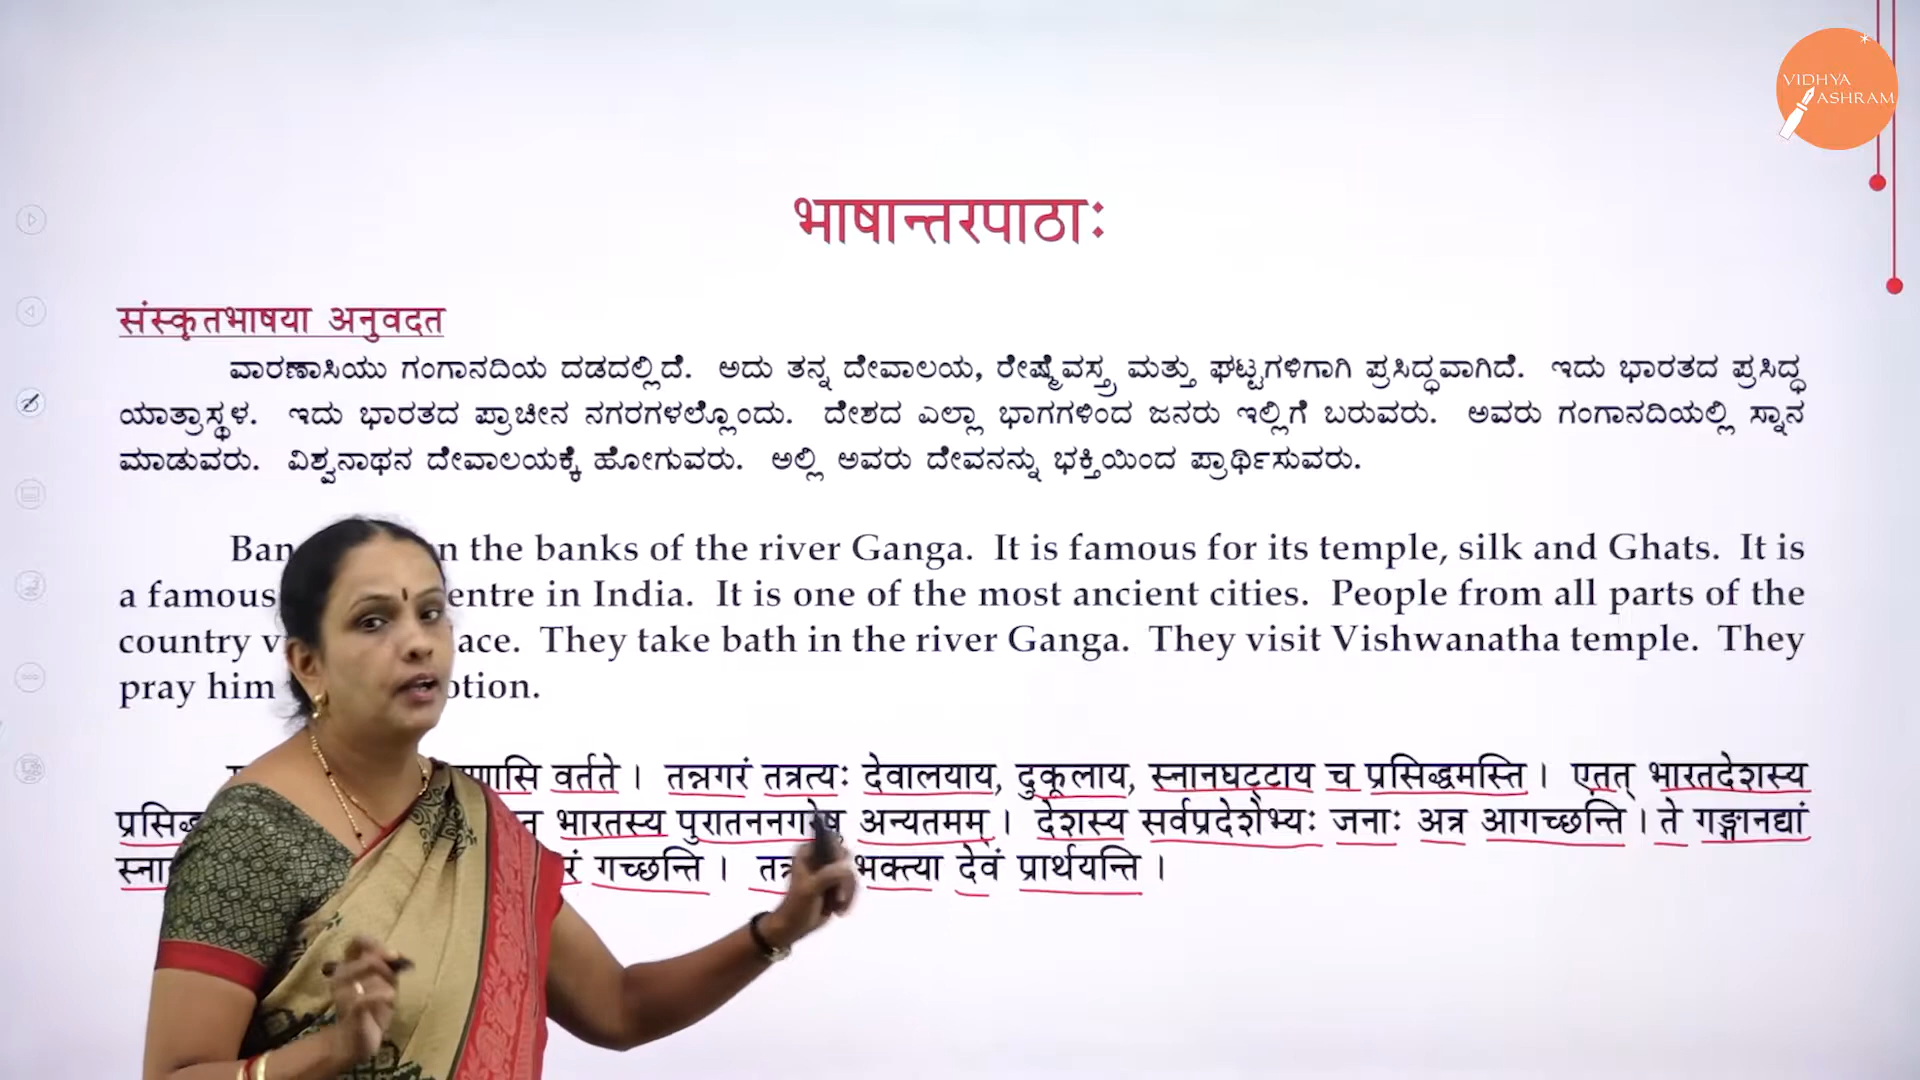 VIDHYA
ASHRAM
भाषान्तरपाठाः
संस्कृतभाषया अनुवदत
ವಾರಣಾಸಿಯು ಗಂಗಾನದಿಯ ದಡದಲ್ಲಿದೆ. ಅದು ತನ್ನ ದೇವಾಲಯ, ರೇಷ್ಮೆವಸ್ತ್ರ ಮತ್ತು ಘಟ್ಟಗಳಿಗಾಗಿ ಪ್ರಸಿದ್ಧವಾಗಿದೆ. ಇದು ಭಾರತದ ಪ್ರಸಿದ್ಧ
ಯಾತ್ರಾಸ್ಥಳ. ಇದು ಭಾರತದ ಪ್ರಾಚೀನ ನಗರಗಳಲ್ಲೊಂದು. ದೇಶದ ಎಲ್ಲಾ ಭಾಗಗಳಿಂದ ಜನರು ಇಲ್ಲಿಗೆ ಬರುವರು. ಅವರು ಗಂಗಾನದಿಯಲ್ಲಿ ಸ್ನಾನ
ಮಾಡುವರು. ವಿಶ್ವನಾಥನ ದೇವಾಲಯಕ್ಕೆ ಹೋಗುವರು. ಅಲ್ಲಿ ಅವರು ದೇವನನ್ನು ಭಕ್ತಿಯಿಂದ ಪ್ರಾರ್ಥಿಸುವರು.
the banks of the river Ganga. It is famous for its temple, silk and Ghats. It is
a famous in India. It is one of the most ancient cities. People from all parts of the
country They take bath in the river Ganga. They visit Vishwanatha temple. They
pray him
वर्तते । तन्नगरं तत्रत्यः देवालयाय, दुकूलाय, स्नानघट्टाय च प्रसिद्धमस्ति । एतत् भारतदेशस्य
भारतस्य पुरातननगरेषु अन्यतमम् । देशस्य सर्वप्रदेशेभ्यः जनाः अत्र आगच्छन्ति । ते गङ्गानद्यां
गच्छन्ति । भक्त्या देवं प्रार्थयन्ति ।